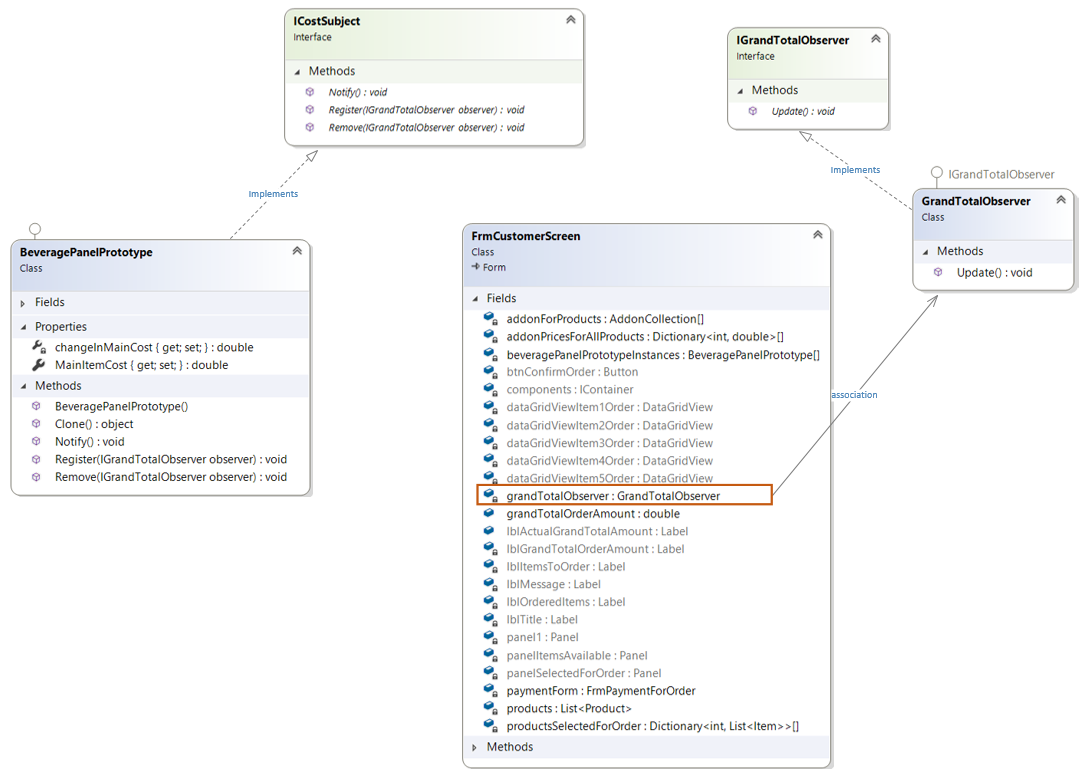 ICostSubject
Interface
Methods
Notify() : void
Register(IGrandTotalObserver observer) : void
Remove(IGrandTotalObserver observer) : void
IGrandTotalObserver
Interface
Methods
Update() : void
Implements
Implements
IGrandTotalObserver
GrandTotalObserver
Class
Methods
Update() : void
BeveragePanelPrototype
Class
Fields
Properties
changeInMainCost { get; set; } : double
MainItemCost { get; set; } : double
Methods
BeveragePanelPrototype()
Clone() : object
Notify() : void
Register(IGrandTotalObserver observer) : void
Remove(IGrandTotalObserver observer) : void
FrmCustomerScreen
Class
Form
Fields
addonForProducts : AddonCollection[]
addonPricesForAllProducts : Dictionary<int, double>[]
beveragePanelPrototypeInstances : BeveragePanelPrototype[]
btnConfirmOrder : Button
components : IContainer
dataGridViewItem1Order : DataGridView
dataGridViewItem2Order : DataGridView
dataGridViewItem3Order : DataGridView
dataGridViewItem4Order : DataGridView
dataGridViewItem5Order : DataGridView
grandTotalObserver : GrandTotalObserver
grandTotalOrderAmount : double
lblActualGrandTotalAmount : Label
lblGrandTotalOrderAmount : Label
lblItemsToOrder : Label
lblMessage : Label
lblOrderedItems : Label
lblTitle : Label
panel1 : Panel
panelItemsAvailable : Panel
panelSelectedForOrder : Panel
paymentForm : FrmPaymentForOrder
products : List<Product>
productsSelectedForOrder : Dictionary<int, List<Item>>[]
Methods
association